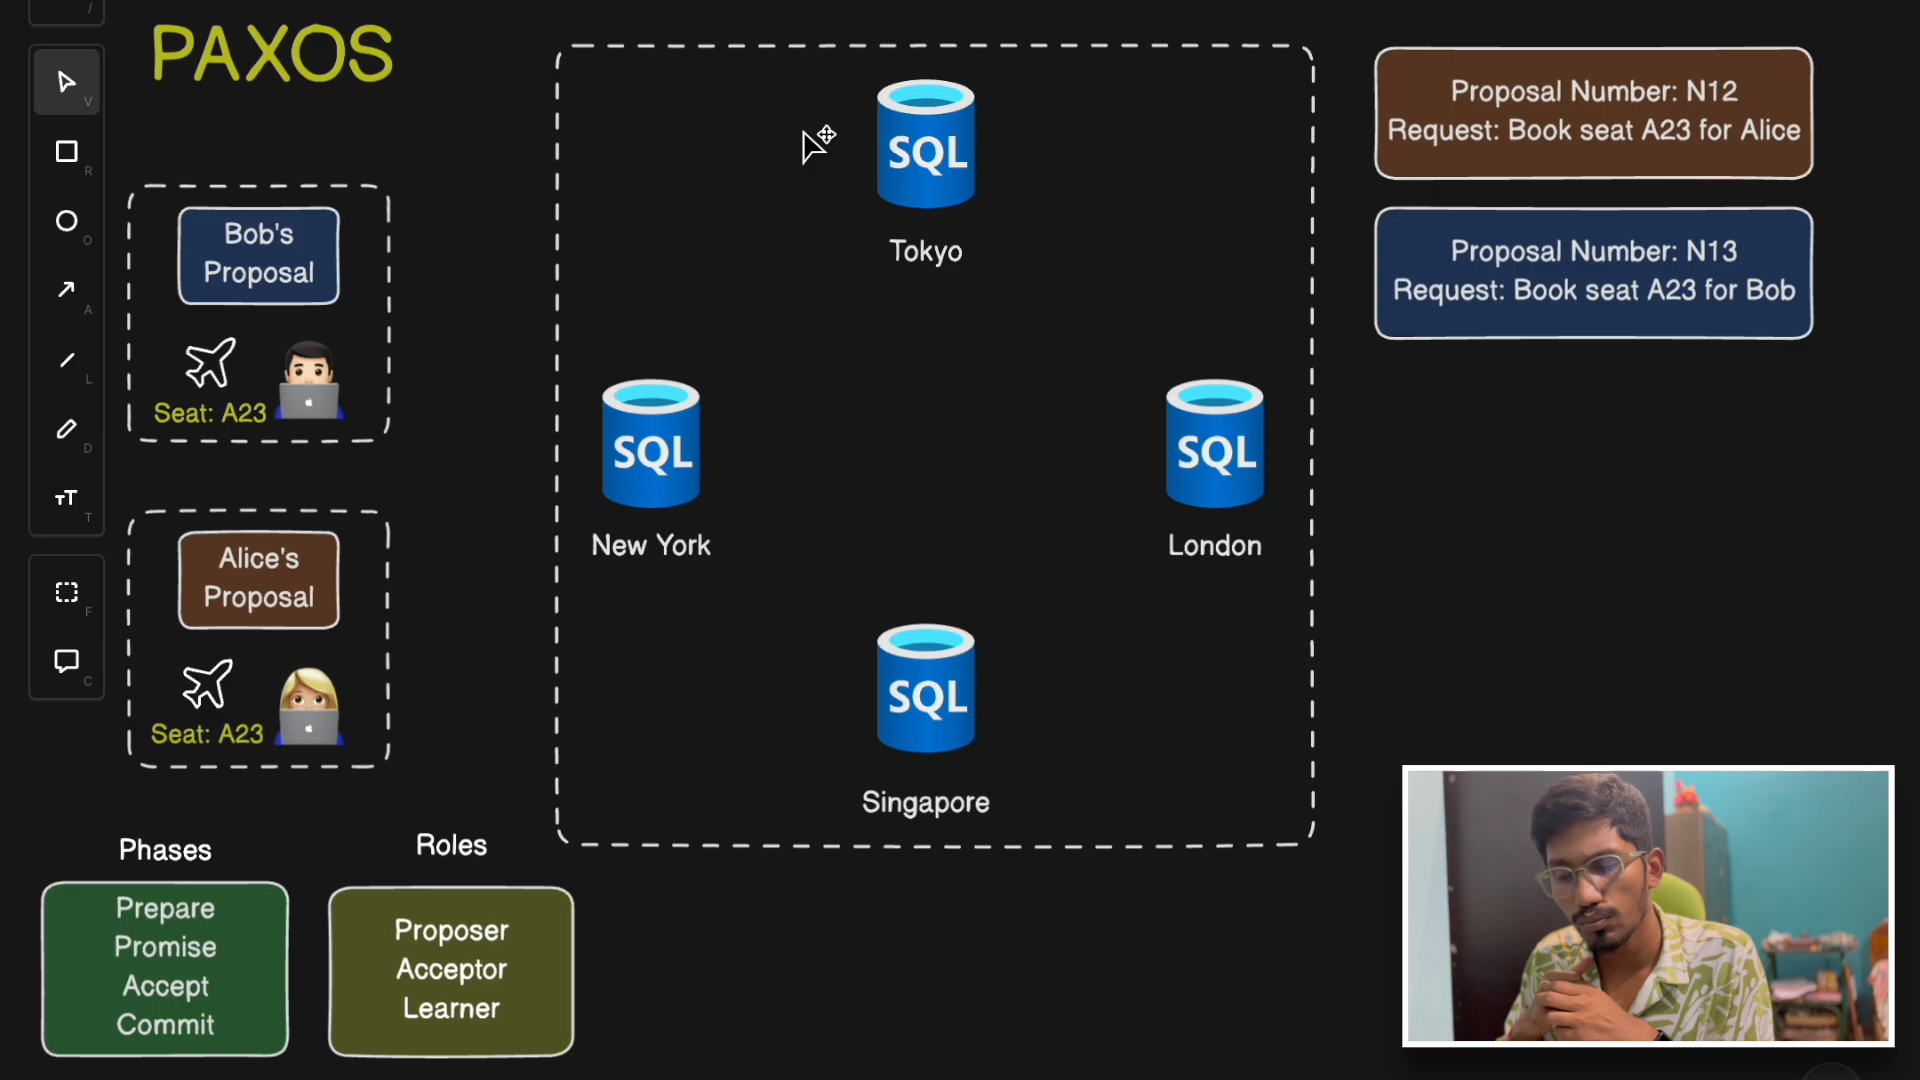 /
PAXOS
V
R
O
A
L
D
T
T
F
C
Bob's
Proposal
Seat: A23
Alice's
Proposal
Seat: A23
Phases
Prepare
Promise
Accept
Commit
Roles
Proposer
Acceptor
Learner
SQL
Tokyo
SQL
New York
SQL
London
SQL
Singapore
Proposal Number: N12
Request: Book seat A23 for Alice
Proposal Number: N13
Request: Book seat A23 for Bob